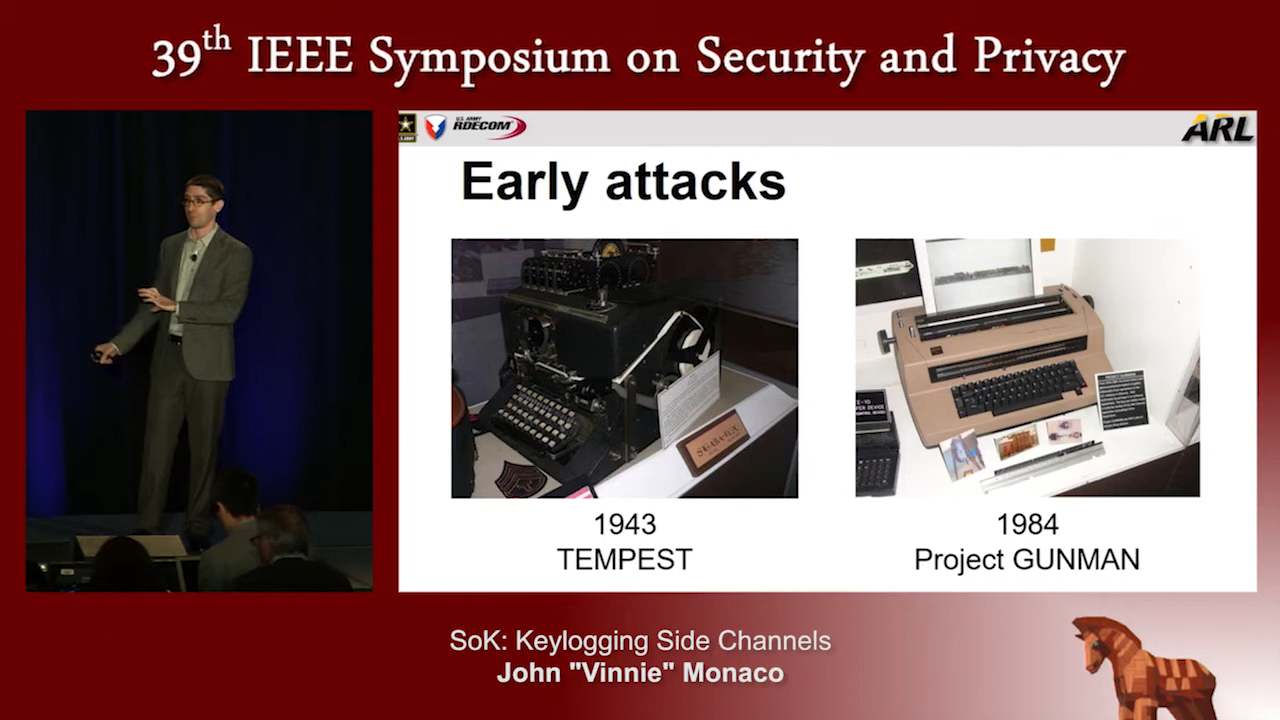 39th IEEE Symposium on Security and Privacy
U.S. ARMY
U.S. ARMY
RDECOM
ARL
Early attacks
1943
TEMPEST
1984
Project GUNMAN
SoK: Keylogging Side Channels
John "Vinnie" Monaco